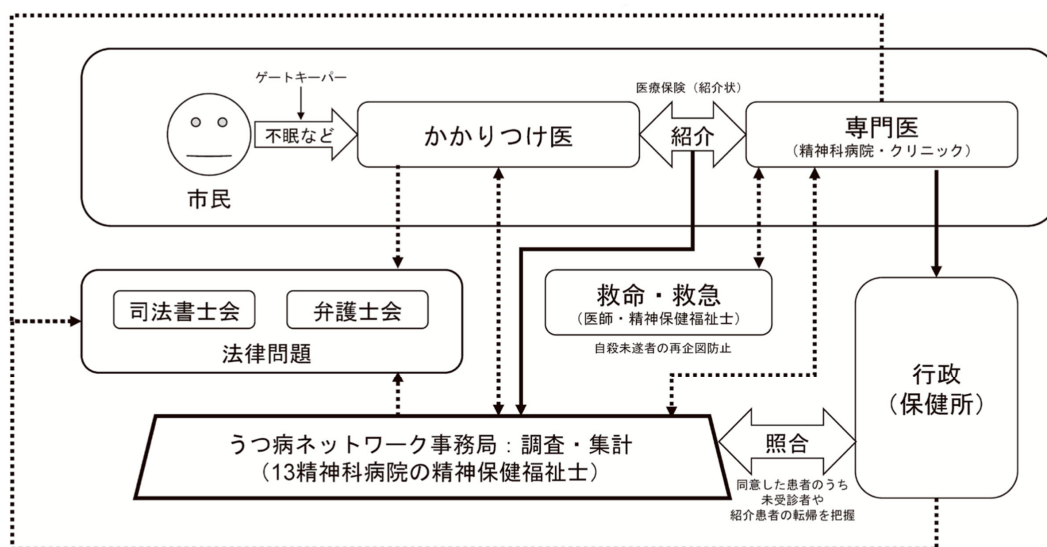 ゲートキーパー
不眠など
市民
かかりつけ医
医療保険（紹介状）
紹介
専門医
（精神科病院・クリニック）
司法書士会
弁護士会
法律問題
救命・救急
（医師・精神保健福祉士）
自殺未遂者の再企図防止
行政
（保健所）
うつ病ネットワーク事務局：調査・集計
（13精神科病院の精神保健福祉士）
照合
同意した患者のうち
未受診者や
紹介患者の転帰を把握